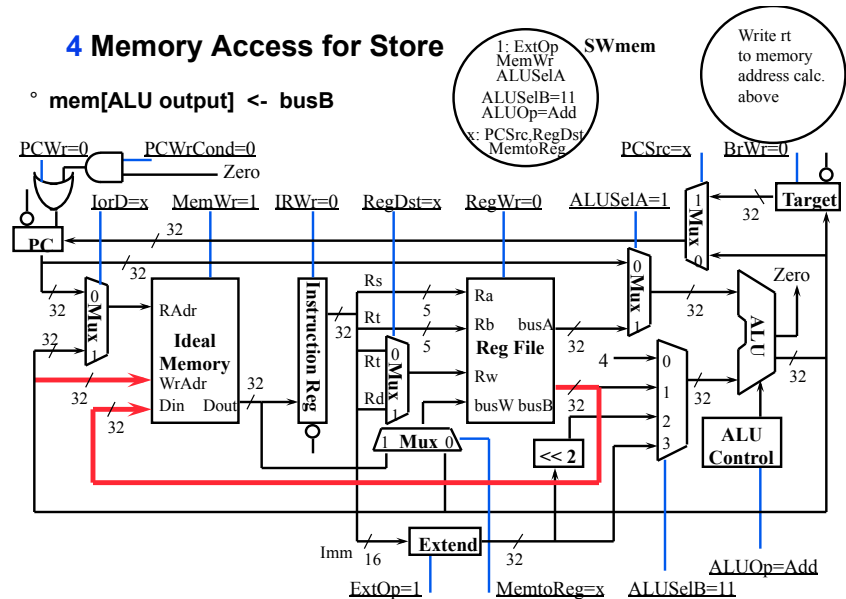 4 Memory Access for Store
° mem[ALU output] <- busB
1: ExtOp
MemWr
ALUSelA
ALUSelB=11
ALUOp=Add
x: PCSrc,RegDst
MemtoReg
SWmem
Write rt
to memory
address calc.
above
PCWr=0
PCWrCond=0
Zero
PCSrc=x
BrWr=0
IorD=x
MemWr=1
IRWr=0
RegDst=x
RegWr=0
ALUSelA=1
1
Mux
0
32
Target
PC
32
32
32
32
0
Mux
1
RAdr
Ideal
Memory
WrAdr
Din
Dout
32
32
32
Instruction Reg
32
Rs
Rt
Rt
Rd
5
5
0
Mux
1
Ra
Rb
busA
Reg File
Rw
busW
busB
32
32
0
Mux
1
32
Zero
ALU
32
4
0
1
2
3
32
1 Mux 0
<< 2
ALU
Control
Imm
16
Extend
32
ExtOp=1
MemtoReg=x
ALUSelB=11
ALUOp=Add